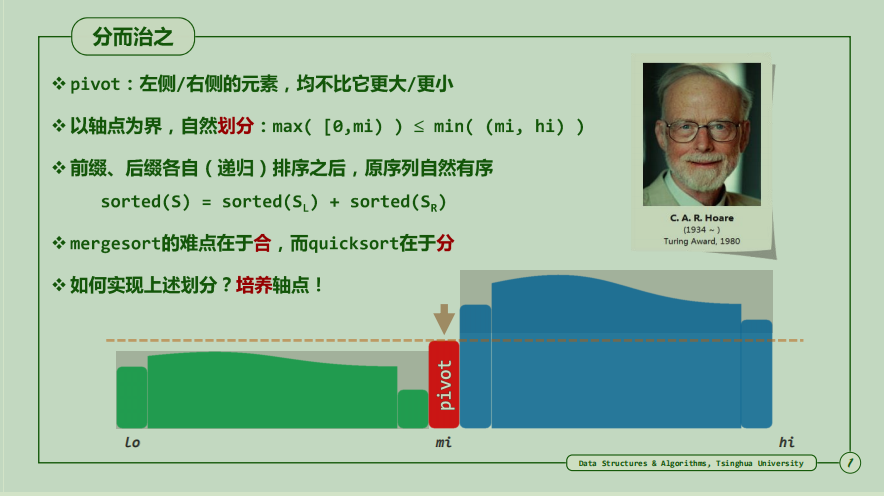 分而治之
❖ pivot：左侧/右侧的元素，均不比它更大/更小
❖ 以轴点为界，自然划分：max( [0,mi) ) ≤ min( (mi, hi) )
❖ 前缀、后缀各自（递归）排序之后，原序列自然有序
sorted(S) = sorted(S_L) + sorted(S_R)
❖ mergesort的难点在于合，而quicksort在于分
❖ 如何实现上述划分？培养轴点！
C. A. R. Hoare
(1934 ~ )
Turing Award, 1980
pivot
lo
mi
hi
Data Structures & Algorithms, Tsinghua University
1